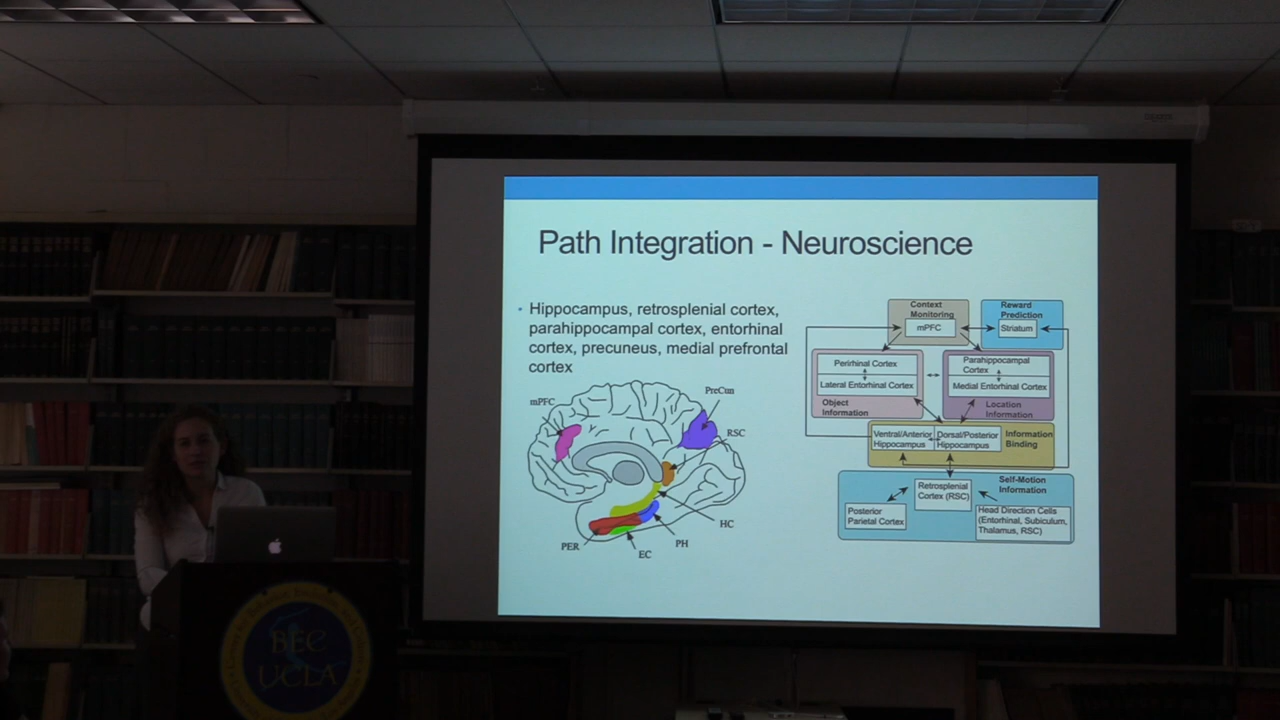 Path Integration - Neuroscience
• Hippocampus, retrosplenial cortex,
parahippocampal cortex, entorhinal
cortex, precuneus, medial prefrontal
cortex
mPFC
PreCun
RSC
HC
PH
EC
PER
Context
Monitoring
mPFC
Reward
Prediction
Striatum
Perirhinal Cortex
Lateral Entorhinal Cortex
Object
Information
Parahippocampal
Cortex
Medial Entorhinal Cortex
Location
Information
Ventral/Anterior
Hippocampus
Dorsal/Posterior
Hippocampus
Information
Binding
Self-Motion
Information
Retrosplenial
Cortex (RSC)
Posterior
Parietal Cortex
Head Direction Cells
(Entorhinal, Subiculum,
Thalamus, RSC)
BEC
UCLA